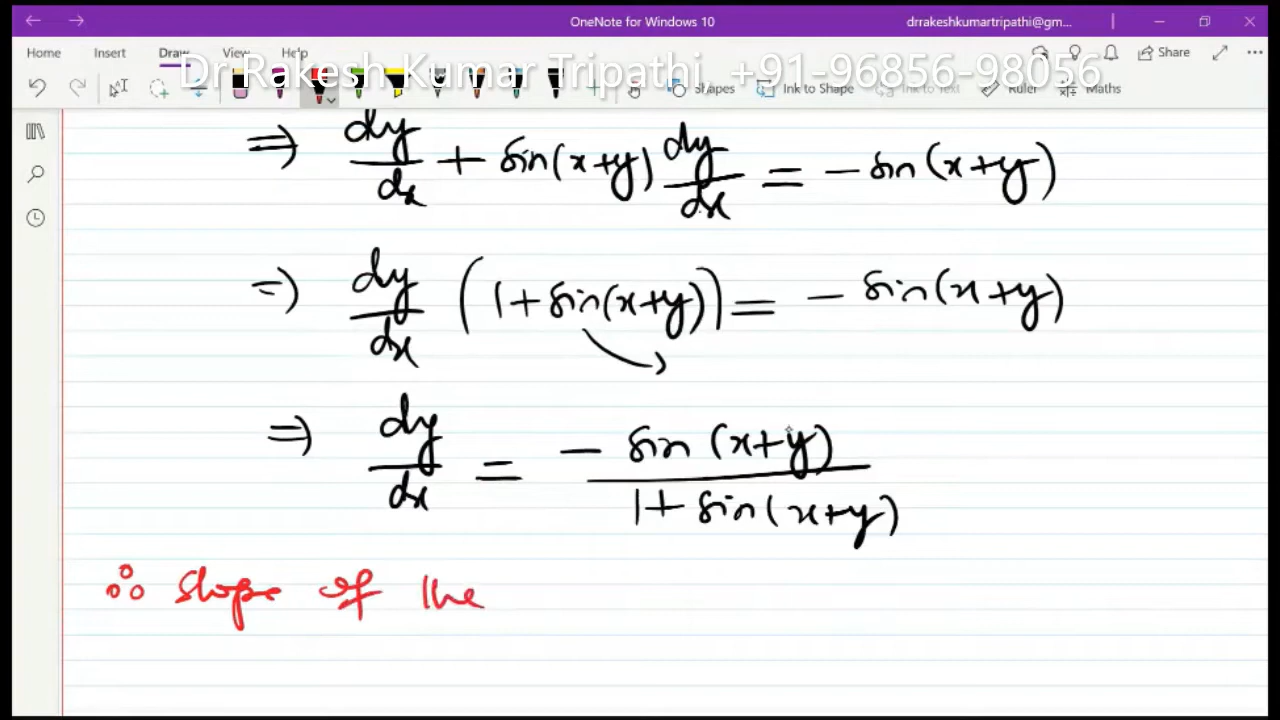 OneNote for Windows 10 drrakeshkumartripathi@gm...
Home Insert Draw View Help Share
Dr Rakesh Kumar Tripathi +91-96856-98056
Shapes Ink to Shape Ink to Text Ruler Maths
⇒ dy/dx + sin(x+y) dy/dx = - sin(x+y)
⇒ dy/dx (1 + sin(x+y)) = - sin(x+y)
⇒ dy/dx = - sin(x+y) / 1 + sin(x+y)
∴ Slope of the